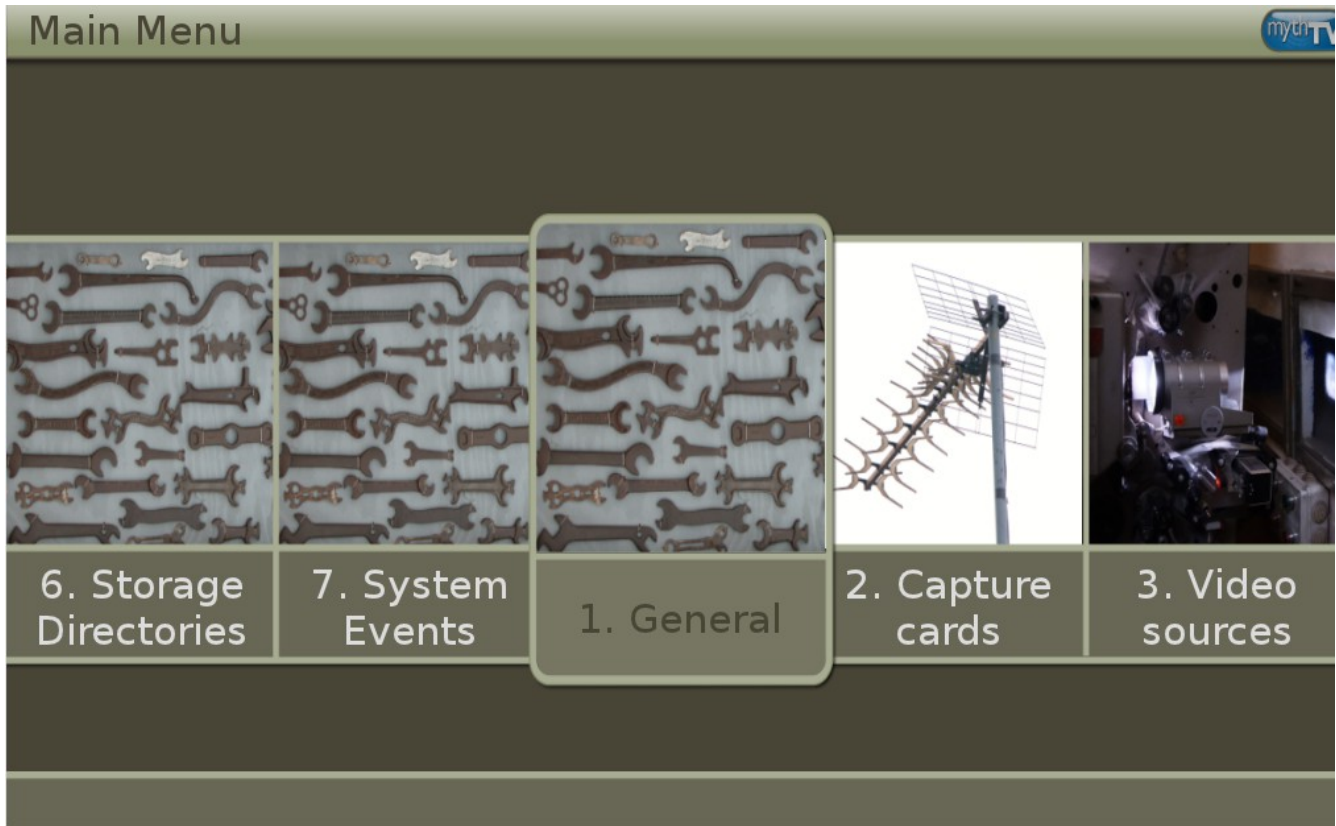 Main Menu
mythTV
6. Storage
Directories
7. System
Events
1. General
2. Capture
cards
3. Video
sources